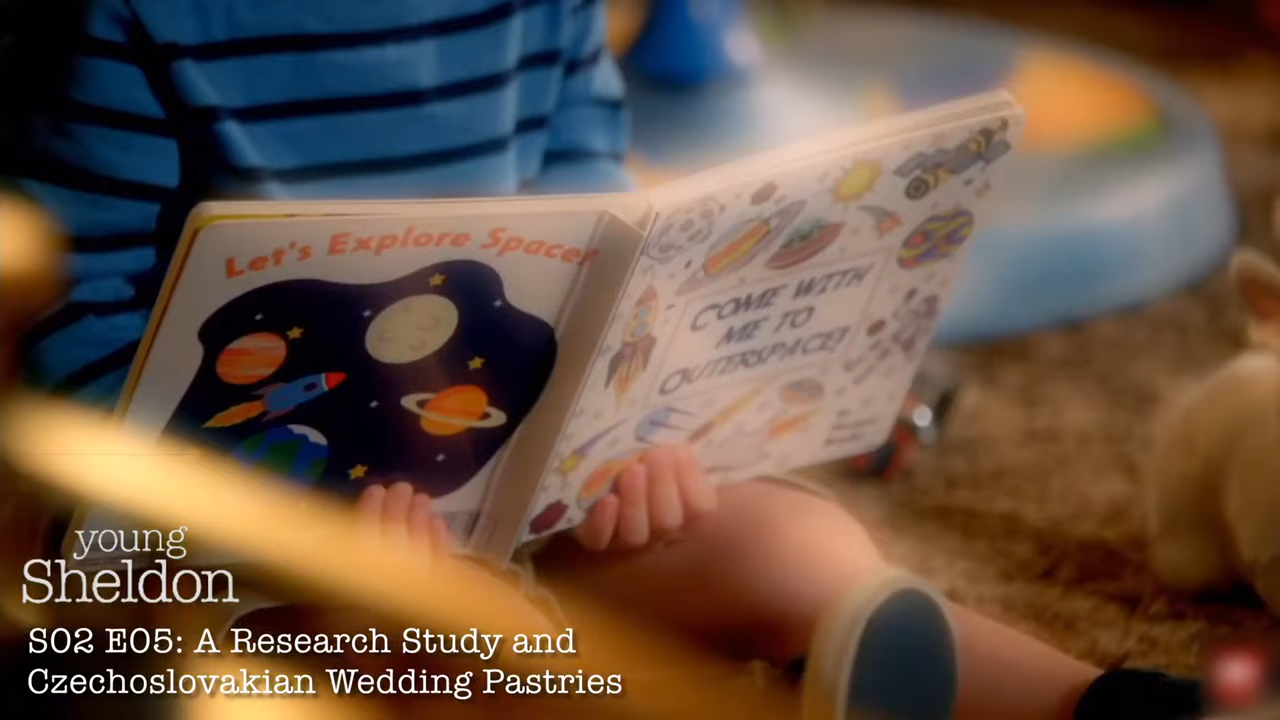 Let's Explore Space!
COME WITH
ME TO
OUTERSPACE!
young
Sheldon
S02 E05: A Research Study and
Czechoslovakian Wedding Pastries